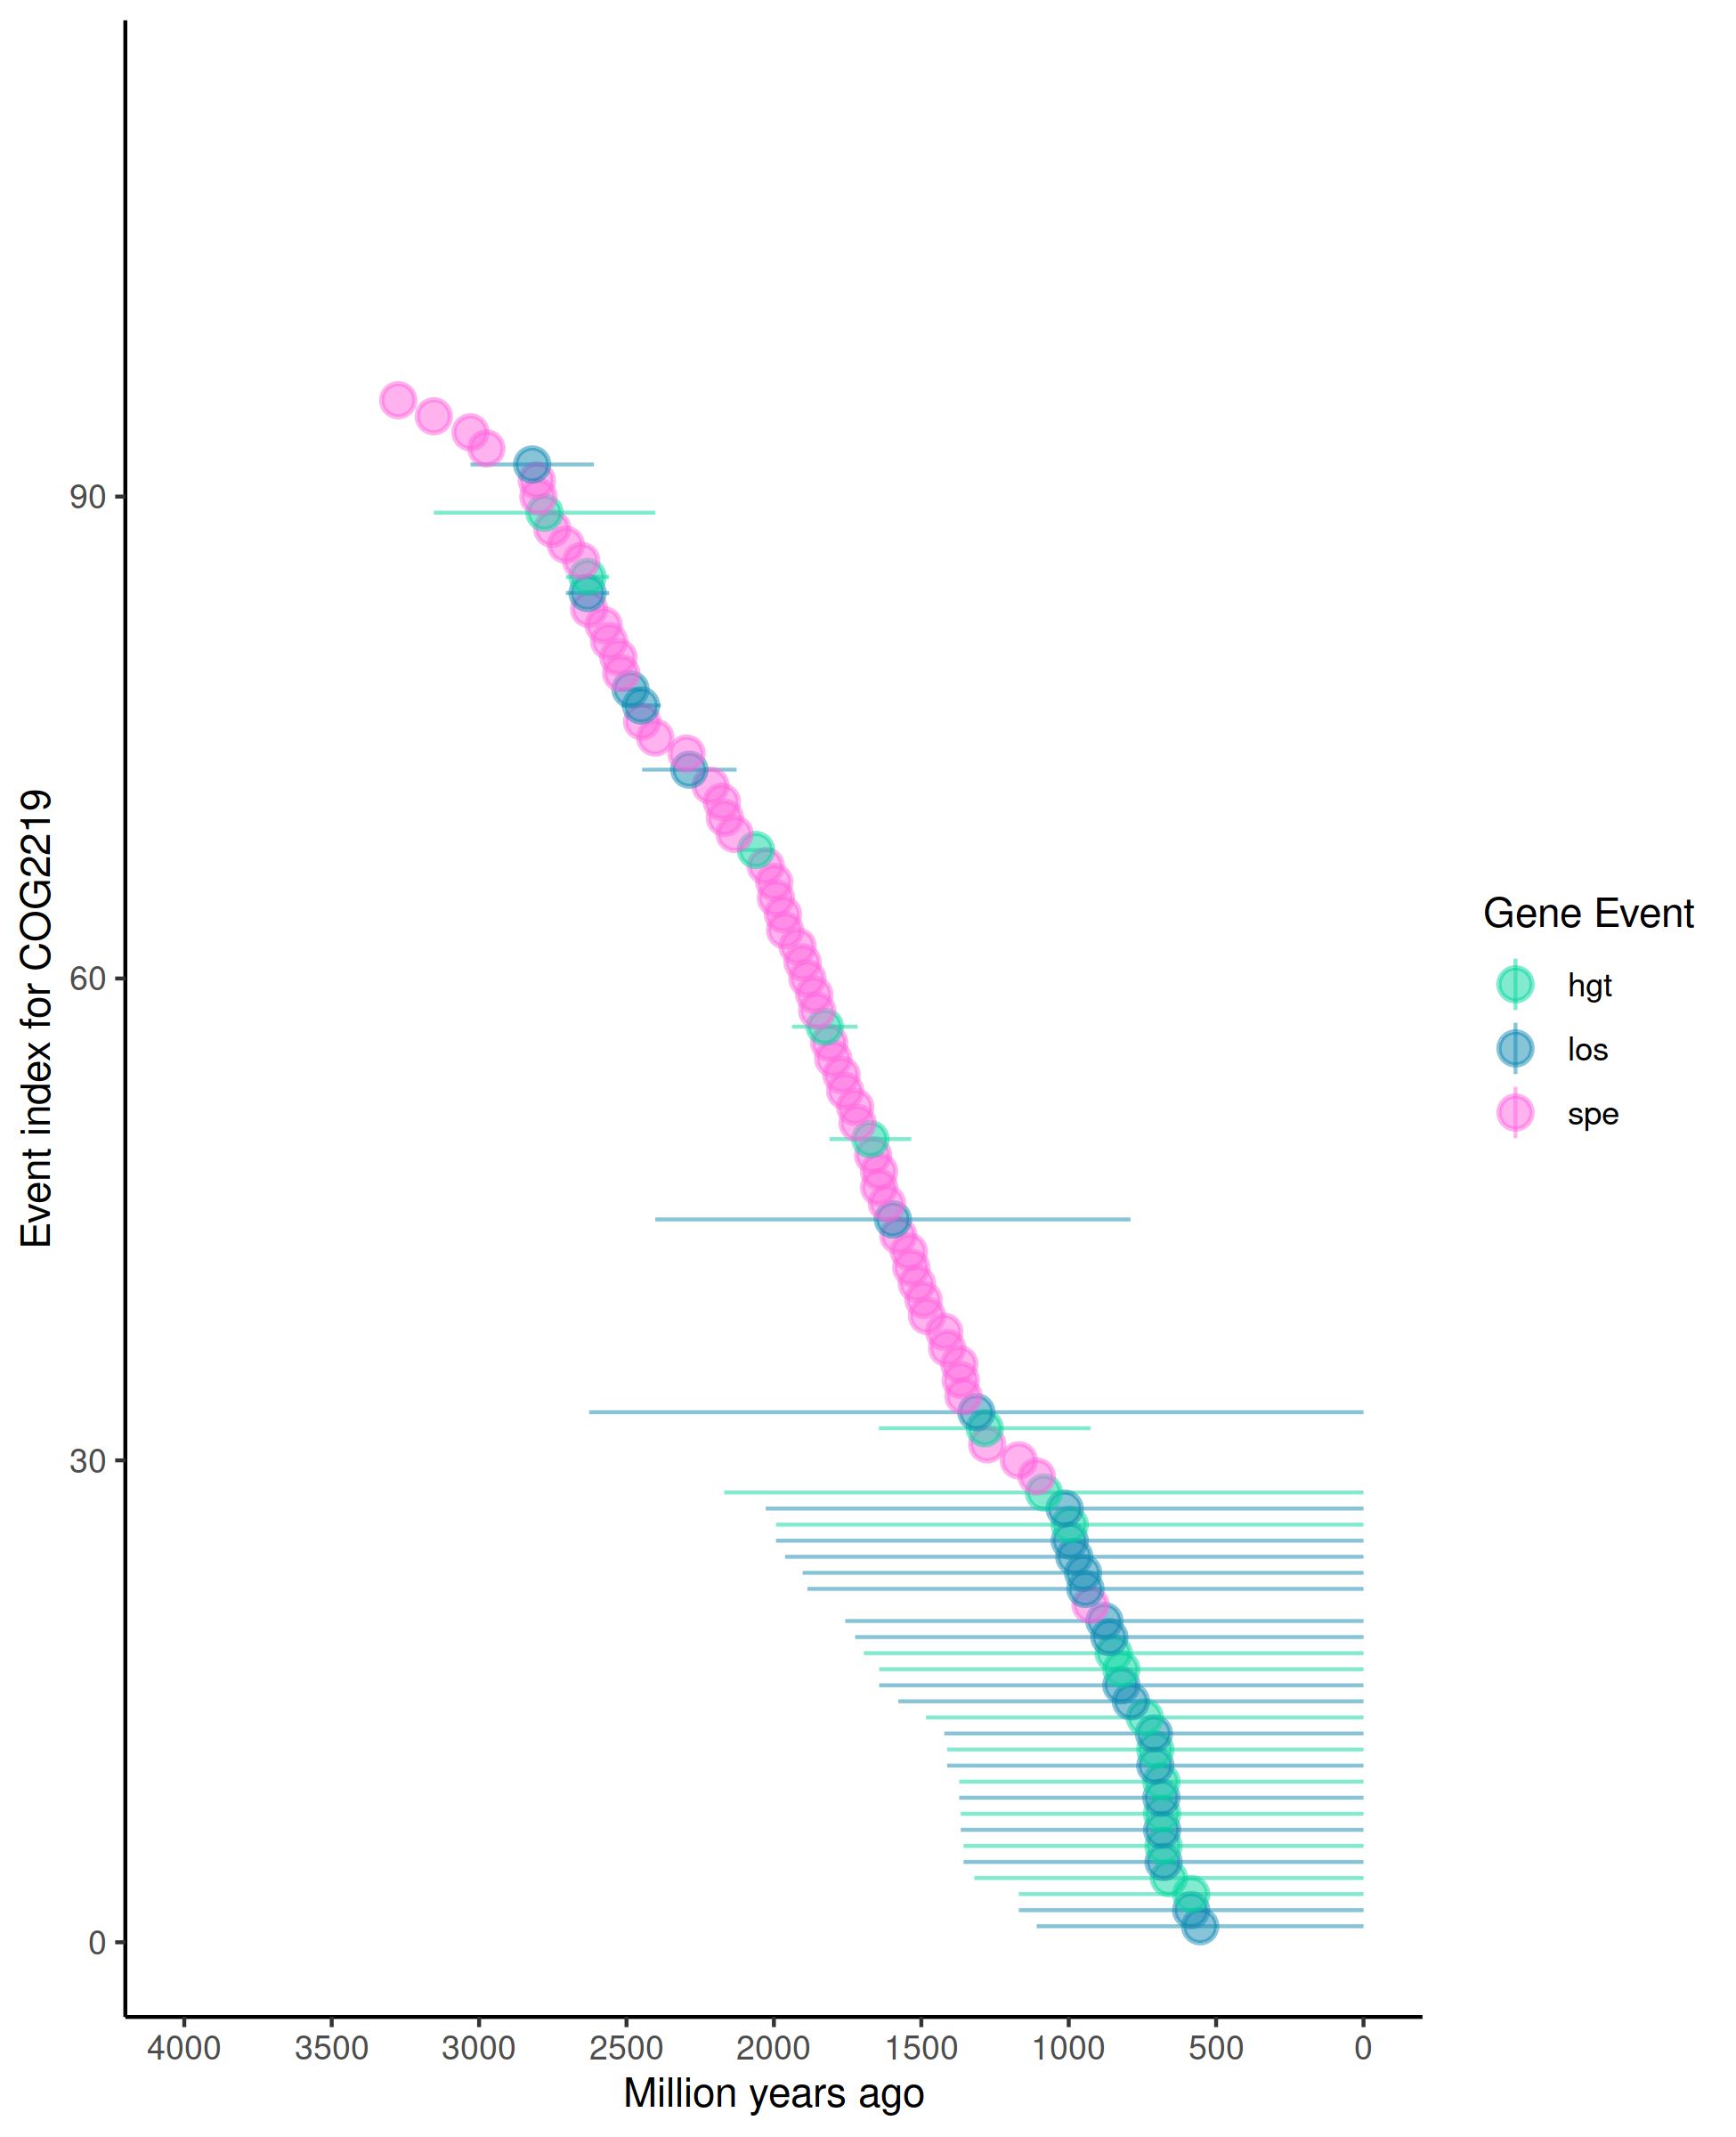 Event index for COG2219
90
60
30
0
4000 3500 3000 2500 2000 1500 1000 500 0
Million years ago
Gene Event
hgt
los
spe